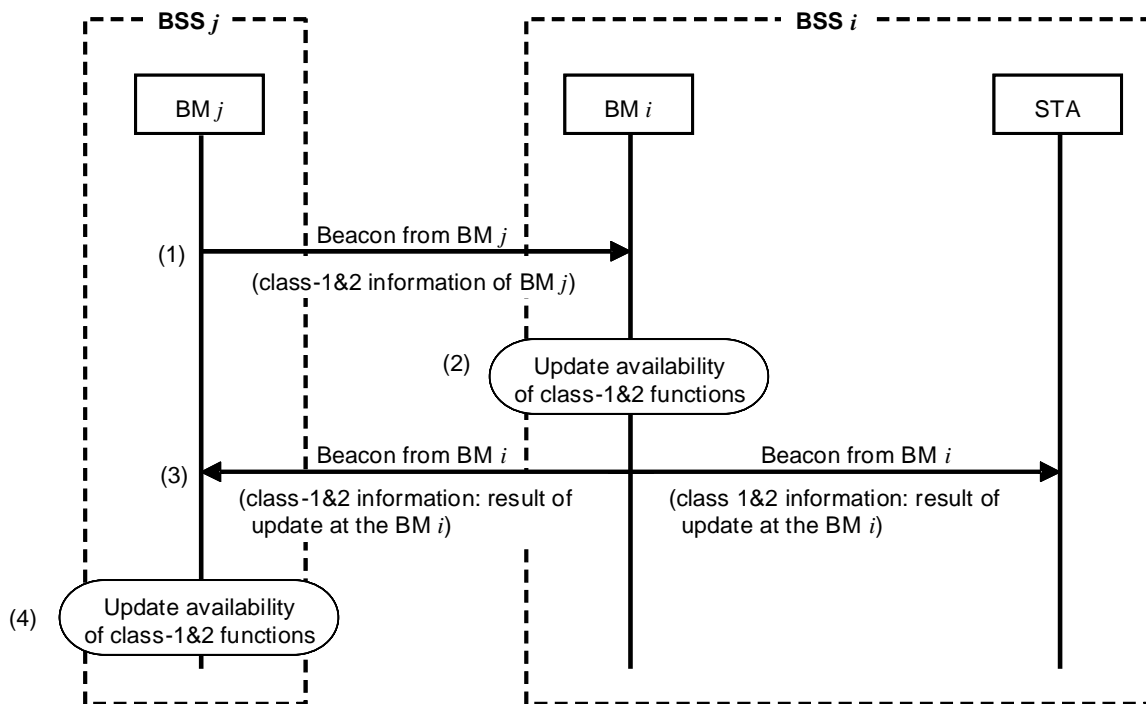 BSS j
BSS i
BM j
BM i
STA
Beacon from BM j
(1)
(class-1&2 information of BM j)
(2)
Update availability
of class-1&2 functions
Beacon from BM i
Beacon from BM i
(3)
(class-1&2 information: result of
update at the BM i)
(class 1&2 information: result of
update at the BM i)
(4)
Update availability
of class-1&2 functions